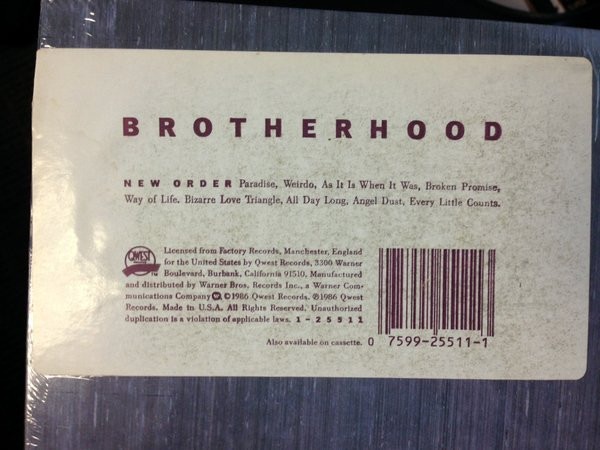 BROTHERHOOD
NEW ORDER Paradise, Weirdo, As It Is When It Was, Broken Promise,
Way of Life. Bizarre Love Triangle, All Day Long, Angel Dust, Every Little Counts.
QWEST
Licensed from Factory Records, Manchester, England
for the United States by Qwest Records, 3300 Warner
Boulevard, Burbank, California 91510. Manufactured
and distributed by Warner Bros. Records Inc., a Warner Com-
munications Company ©1986 Qwest Records. ℗1986 Qwest
Records. Made in U.S.A. All Rights Reserved. Unauthorized
duplication is a violation of applicable laws. 1-25511
Also available on cassette.
0 7599-25511-1